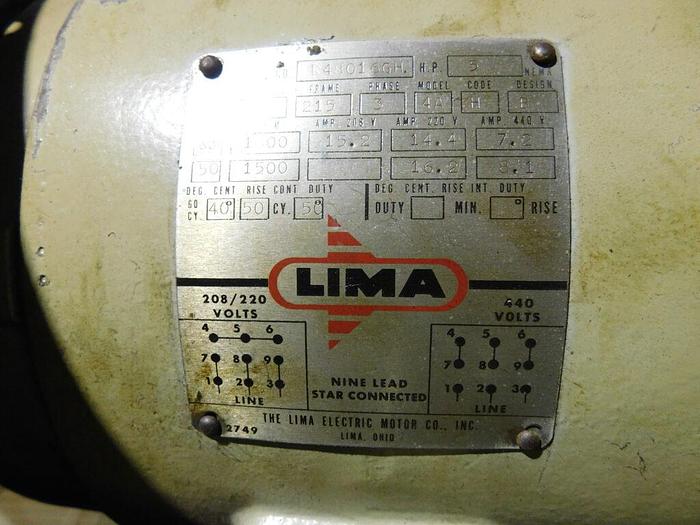 NO. H.P. 5 NEMA
FRAME PHASE MODEL CODE DESIGN
215 3 4A H B
AMP. 208 V AMP. 220 V AMP. 440 V
60 1800 15.2 14.4 7.2
50 1500 16.2 8.1
DEG. CENT. RISE CONT. DUTY DEG. CENT. RISE INT. DUTY
60 CY. 40° 50 CY. 50° DUTY MIN. ° RISE
LIMA
208/220 VOLTS
4 5 6
7 8 9
1 2 3
LINE
NINE LEAD
STAR CONNECTED
440 VOLTS
4 5 6
7 8 9
1 2 3
LINE
THE LIMA ELECTRIC MOTOR CO., INC.
LIMA, OHIO
2749